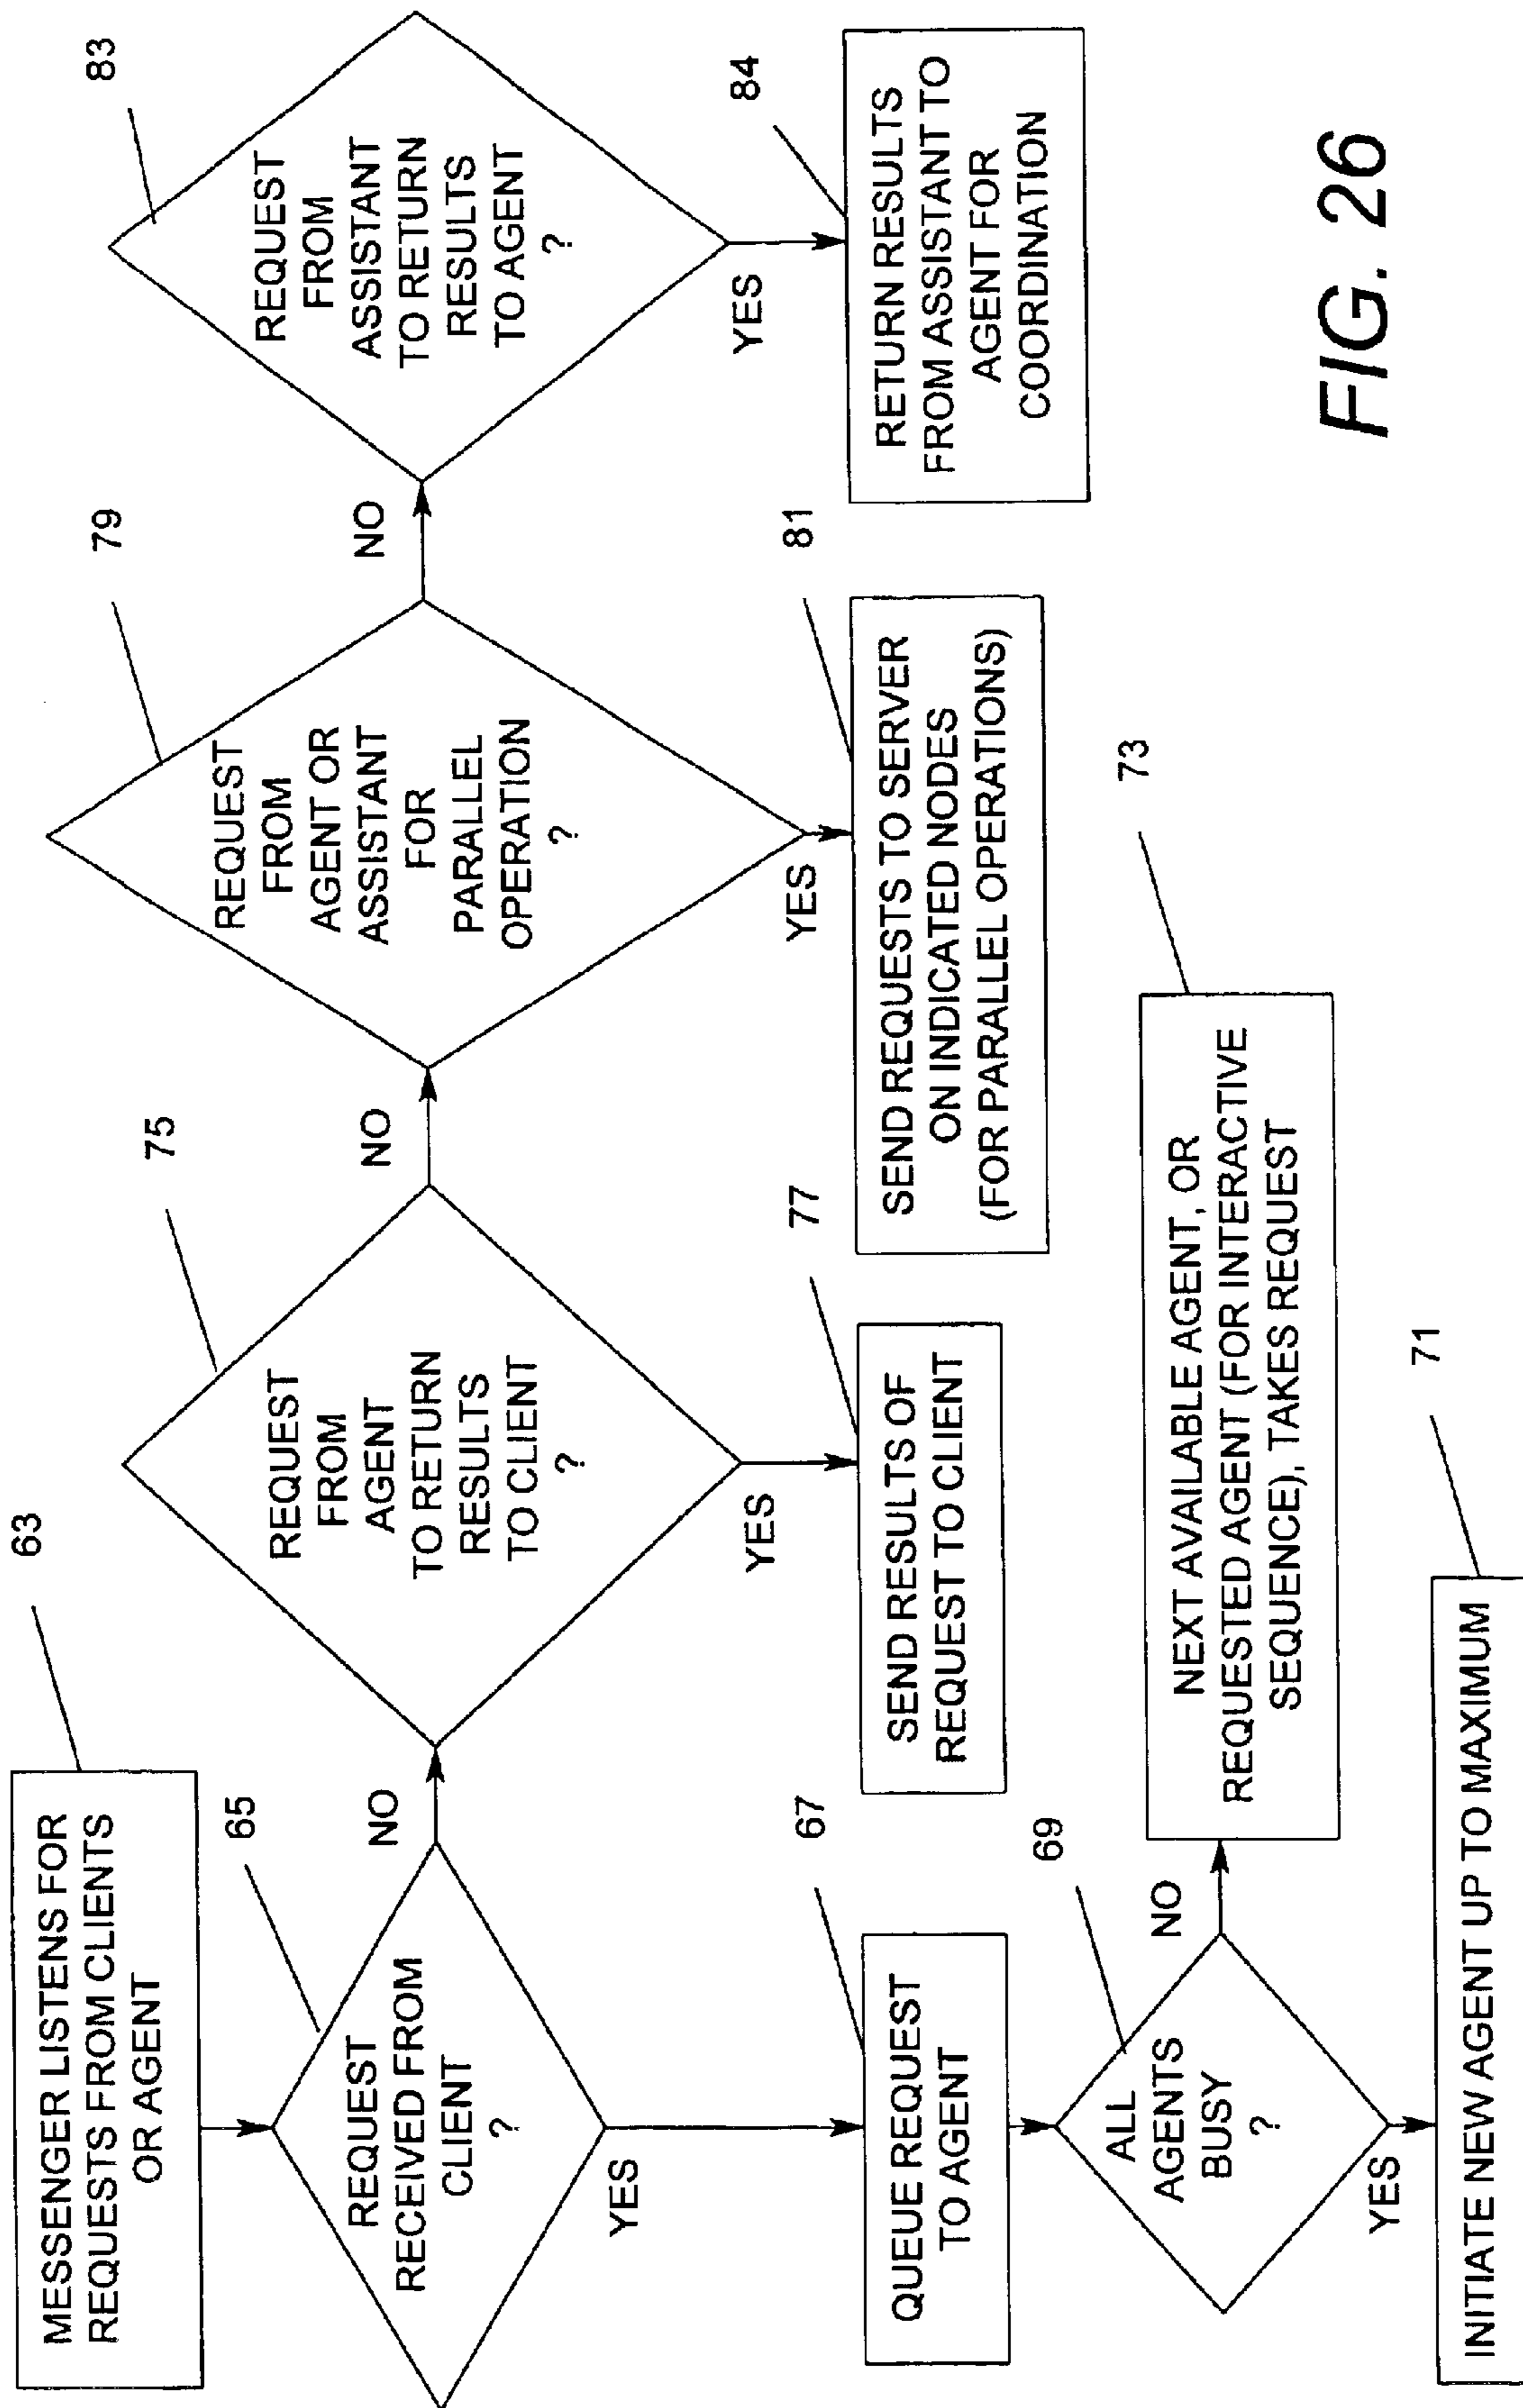 63
MESSENGER LISTENS FOR
REQUESTS FROM CLIENTS
OR AGENT
65
REQUEST
RECEIVED FROM
CLIENT
?
NO
YES
75
REQUEST
FROM
AGENT
TO RETURN
RESULTS
TO CLIENT
?
NO
YES
79
REQUEST
FROM
AGENT OR
ASSISTANT
FOR
PARALLEL
OPERATION
?
NO
YES
83
REQUEST
FROM
ASSISTANT
TO RETURN
RESULTS
TO AGENT
?
YES
67
QUEUE REQUEST
TO AGENT
77
SEND RESULTS OF
REQUEST TO CLIENT
81
SEND REQUESTS TO SERVER
ON INDICATED NODES
(FOR PARALLEL OPERATIONS)
84
RETURN RESULTS
FROM ASSISTANT TO
AGENT FOR
COORDINATION
69
ALL
AGENTS
BUSY
?
NO
YES
73
NEXT AVAILABLE AGENT, OR
REQUESTED AGENT (FOR INTERACTIVE
SEQUENCE), TAKES REQUEST
71
INITIATE NEW AGENT UP TO MAXIMUM
FIG. 26